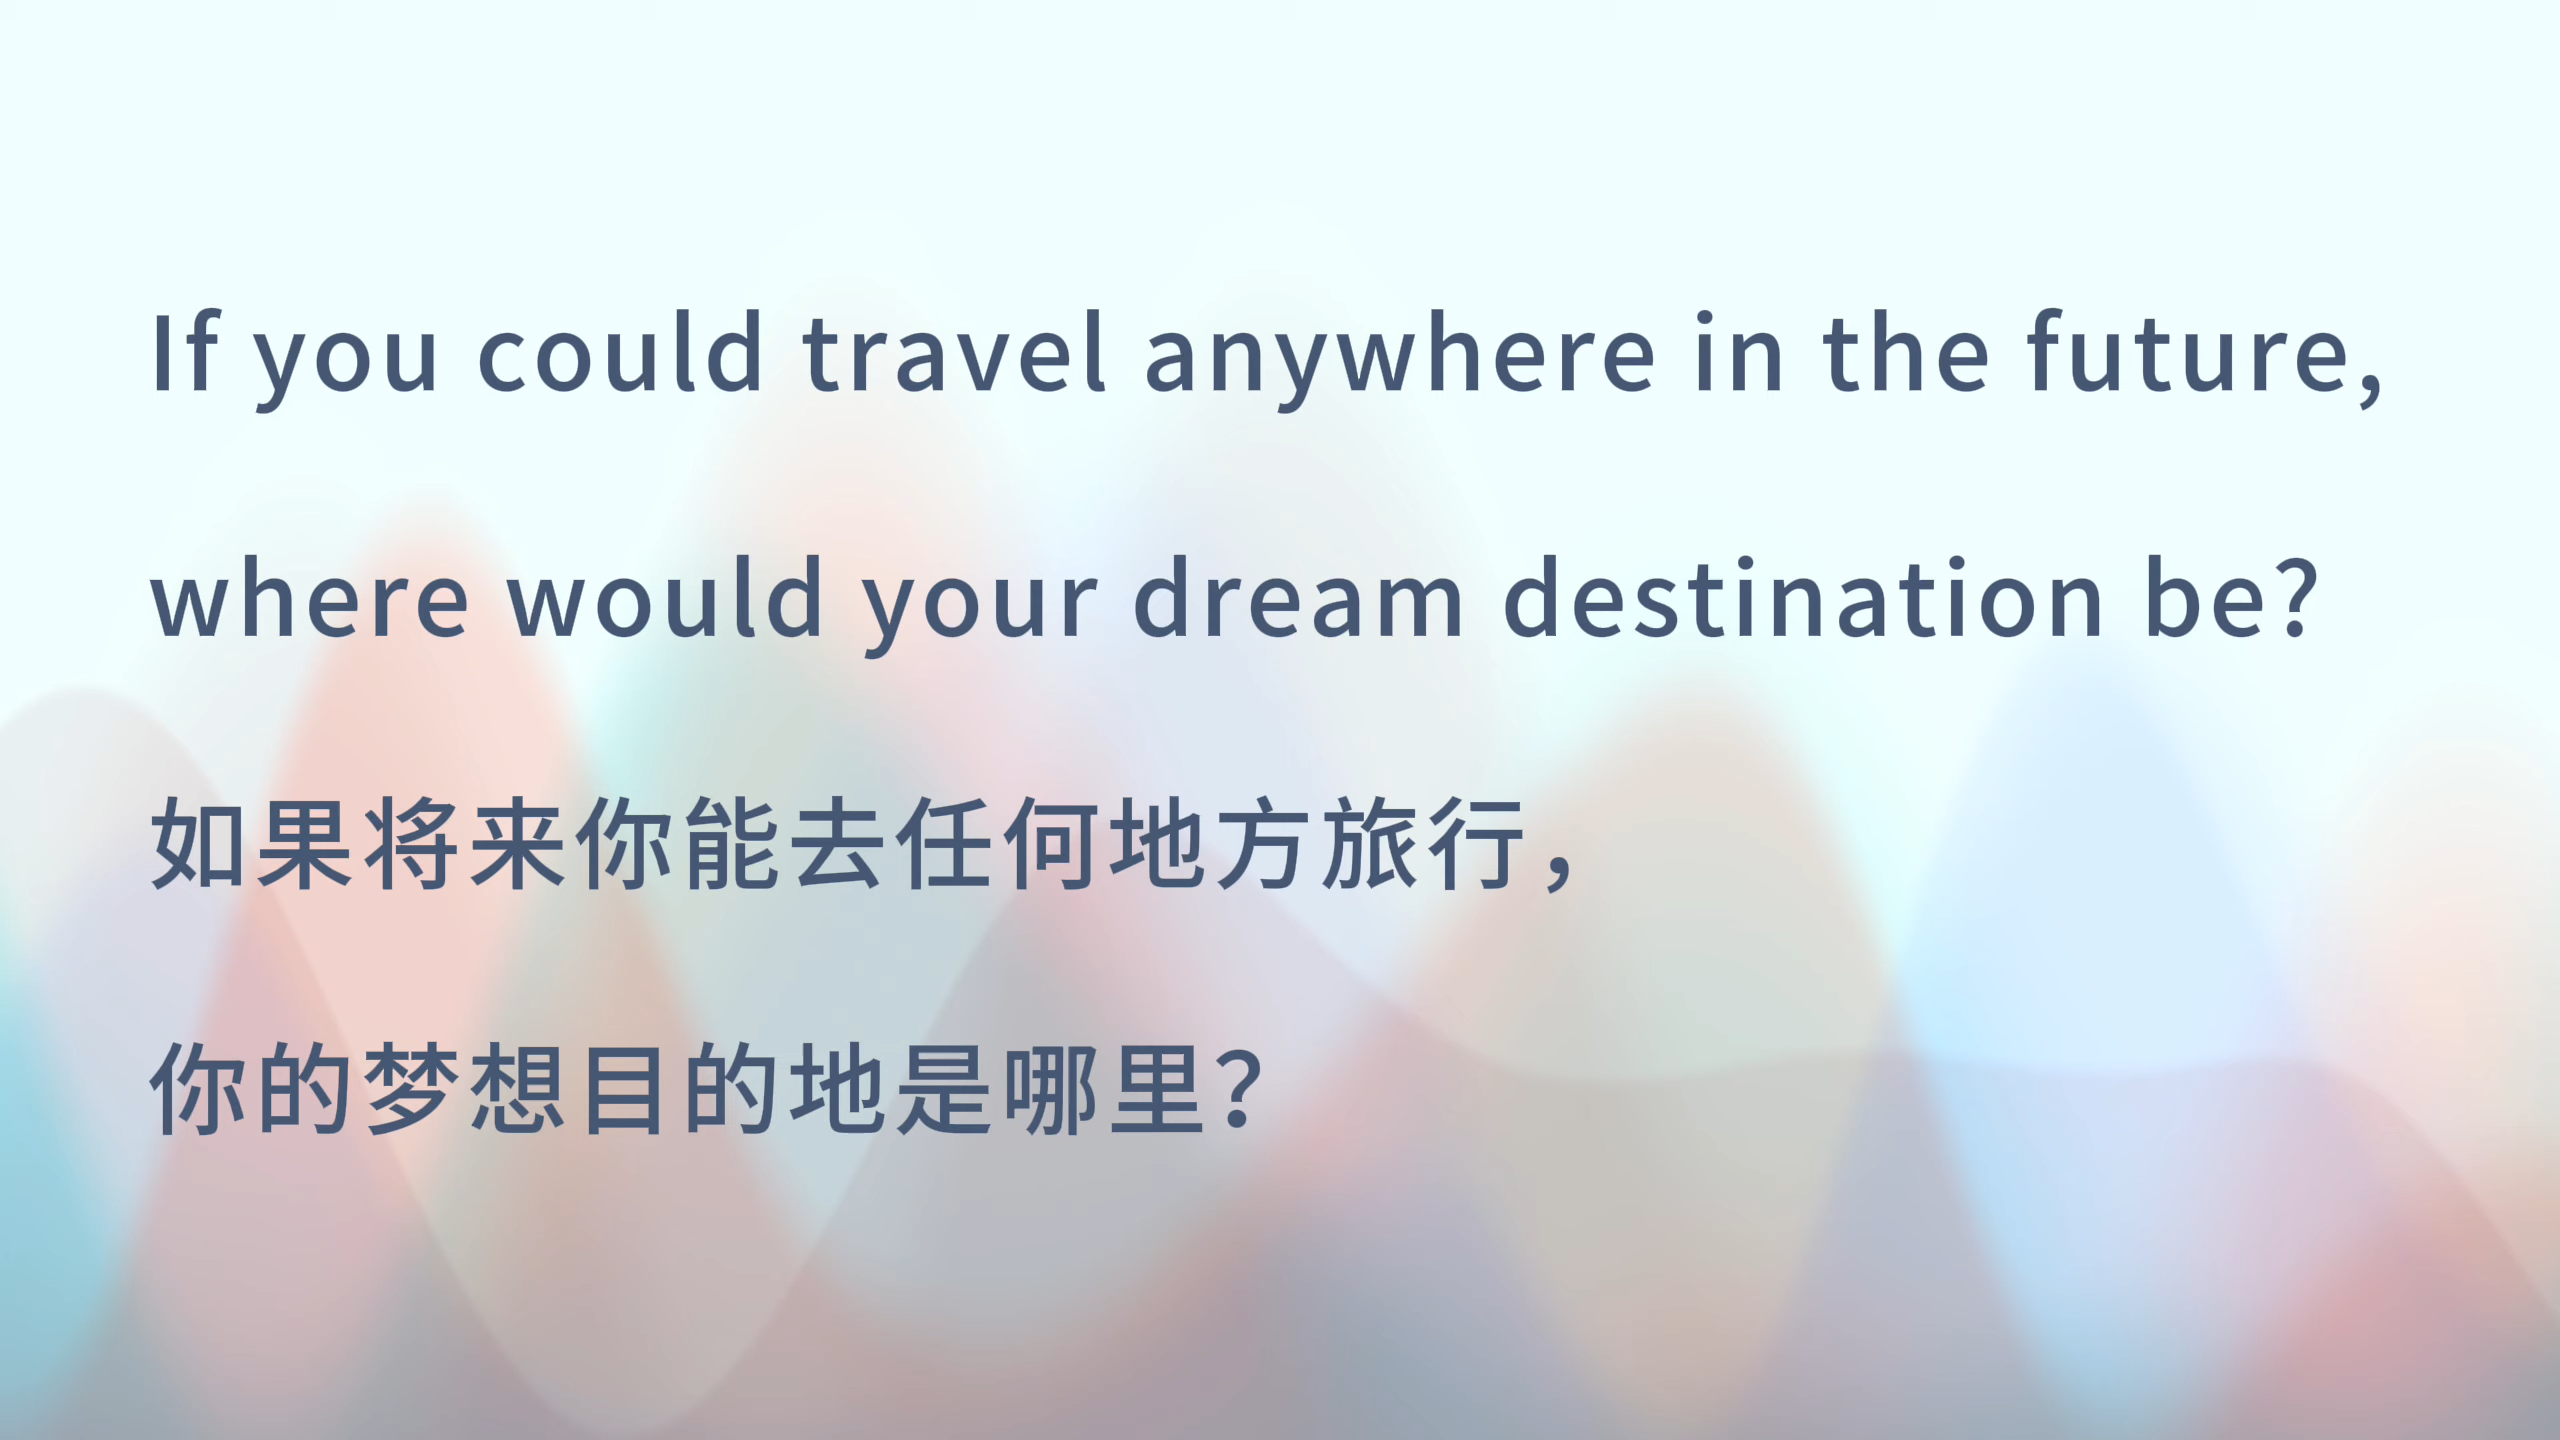 If you could travel anywhere in the future,
where would your dream destination be?
如果将来你能去任何地方旅行，
你的梦想目的地是哪里？